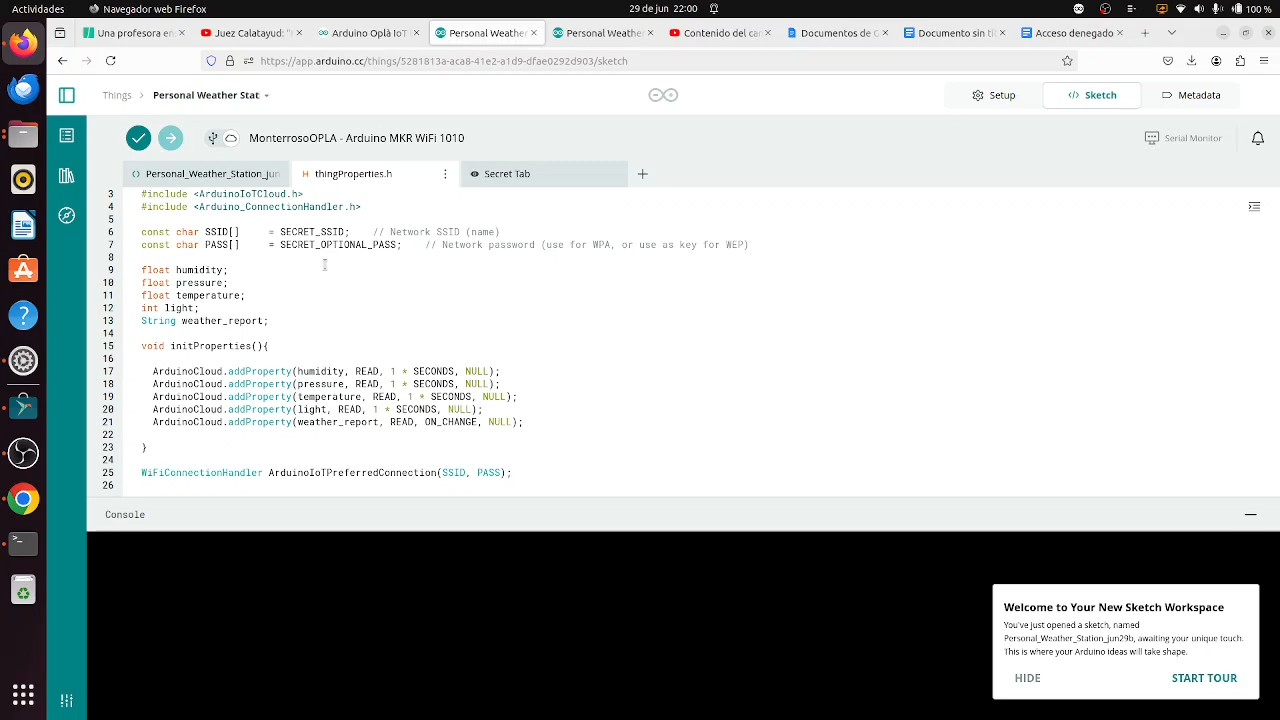 Actividades
Navegador web Firefox
29 de jun 22:00
100 %
Una profesora en
Juez Calatayud: "
Arduino Oplà IoT
Personal Weather
Personal Weather
Contenido del ca
Documentos de G
Documento sin tí
Acceso denegado
https://app.arduino.cc/things/5281813a-aca8-41e2-a1d9-dfae0292d903/sketch
Things
Personal Weather Stat
Setup
</> Sketch
Metadata
MonterrosoOPLA - Arduino MKR WiFi 1010
Serial Monitor
Personal_Weather_Station_jun
thingProperties.h
Secret Tab
3 #include <ArduinoIoTCloud.h>
4 #include <Arduino_ConnectionHandler.h>
5
6 const char SSID[] = SECRET_SSID; // Network SSID (name)
7 const char PASS[] = SECRET_OPTIONAL_PASS; // Network password (use for WPA, or use as key for WEP)
8
9 float humidity;
10 float pressure;
11 float temperature;
12 int light;
13 String weather_report;
14
15 void initProperties(){
16
17 ArduinoCloud.addProperty(humidity, READ, 1 * SECONDS, NULL);
18 ArduinoCloud.addProperty(pressure, READ, 1 * SECONDS, NULL);
19 ArduinoCloud.addProperty(temperature, READ, 1 * SECONDS, NULL);
20 ArduinoCloud.addProperty(light, READ, 1 * SECONDS, NULL);
21 ArduinoCloud.addProperty(weather_report, READ, ON_CHANGE, NULL);
22
23 }
24
25 WiFiConnectionHandler ArduinoIoTPreferredConnection(SSID, PASS);
26
Console
Welcome to Your New Sketch Workspace
You've just opened a sketch, named
Personal_Weather_Station_jun29b, awaiting your unique touch.
This is where your Arduino ideas will take shape.
HIDE
START TOUR